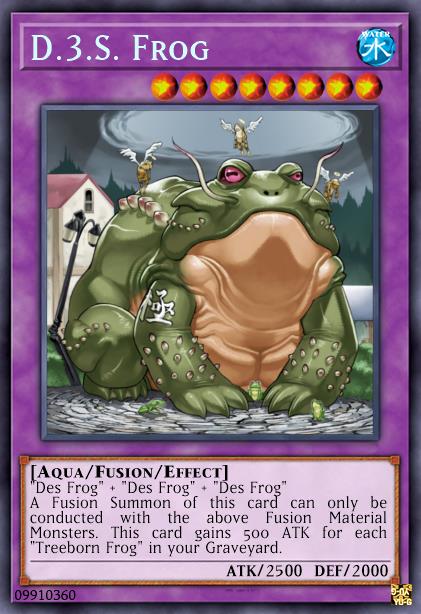 D.3.S. Frog
WATER
水
極
[Aqua/Fusion/Effect]
"Des Frog" + "Des Frog" + "Des Frog"
A Fusion Summon of this card can only be
conducted with the above Fusion Material
Monsters. This card gains 500 ATK for each
"Treeborn Frog" in your Graveyard.
ATK/2500 DEF/2000
09910360